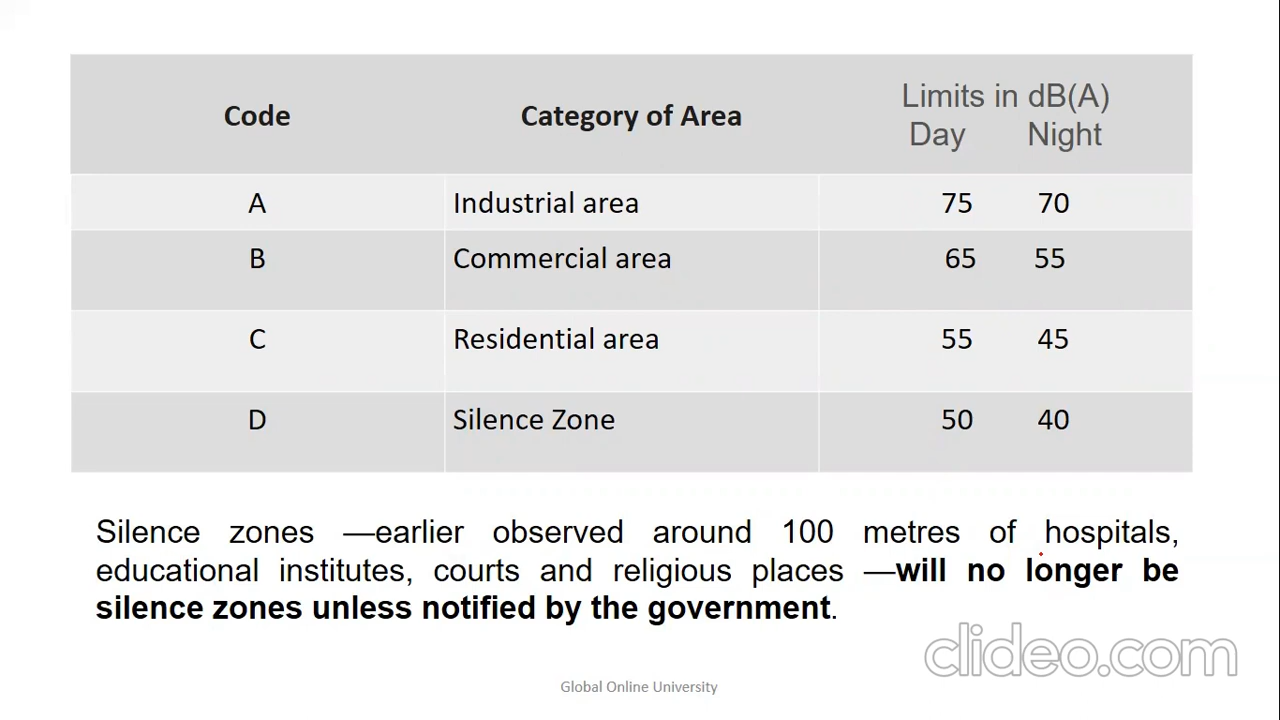 Code Category of Area Limits in dB(A)
Day Night
A Industrial area 75 70
B Commercial area 65 55
C Residential area 55 45
D Silence Zone 50 40
Silence zones —earlier observed around 100 metres of hospitals,
educational institutes, courts and religious places —will no longer be
silence zones unless notified by the government.
clideo.com
Global Online University